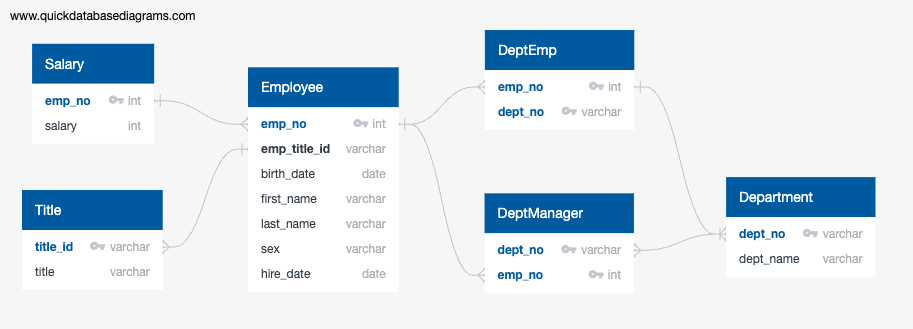 www.quickdatabasediagrams.com
Salary
emp_no int
salary int
Title
title_id varchar
title varchar
Employee
emp_no int
emp_title_id varchar
birth_date date
first_name varchar
last_name varchar
sex varchar
hire_date date
DeptEmp
emp_no int
dept_no varchar
DeptManager
dept_no varchar
emp_no int
Department
dept_no varchar
dept_name varchar